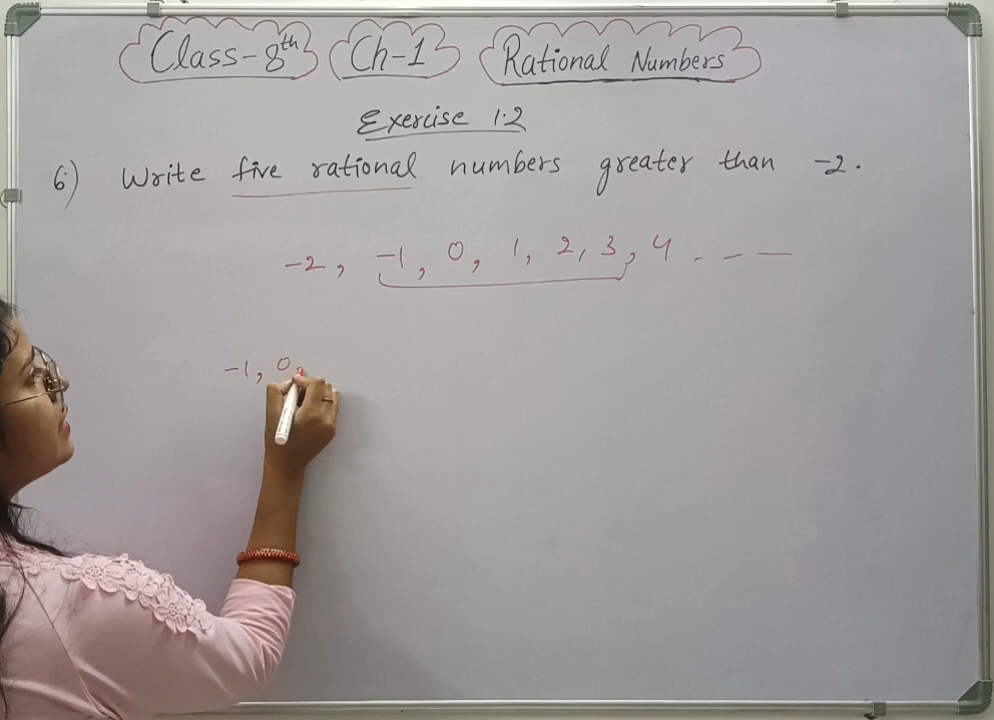 Class-8th Ch-1 Rational Numbers
Exercise 1.2
6) Write five rational numbers greater than -2.
-2, -1, 0, 1, 2, 3, 4 . - - —
-1, 0,